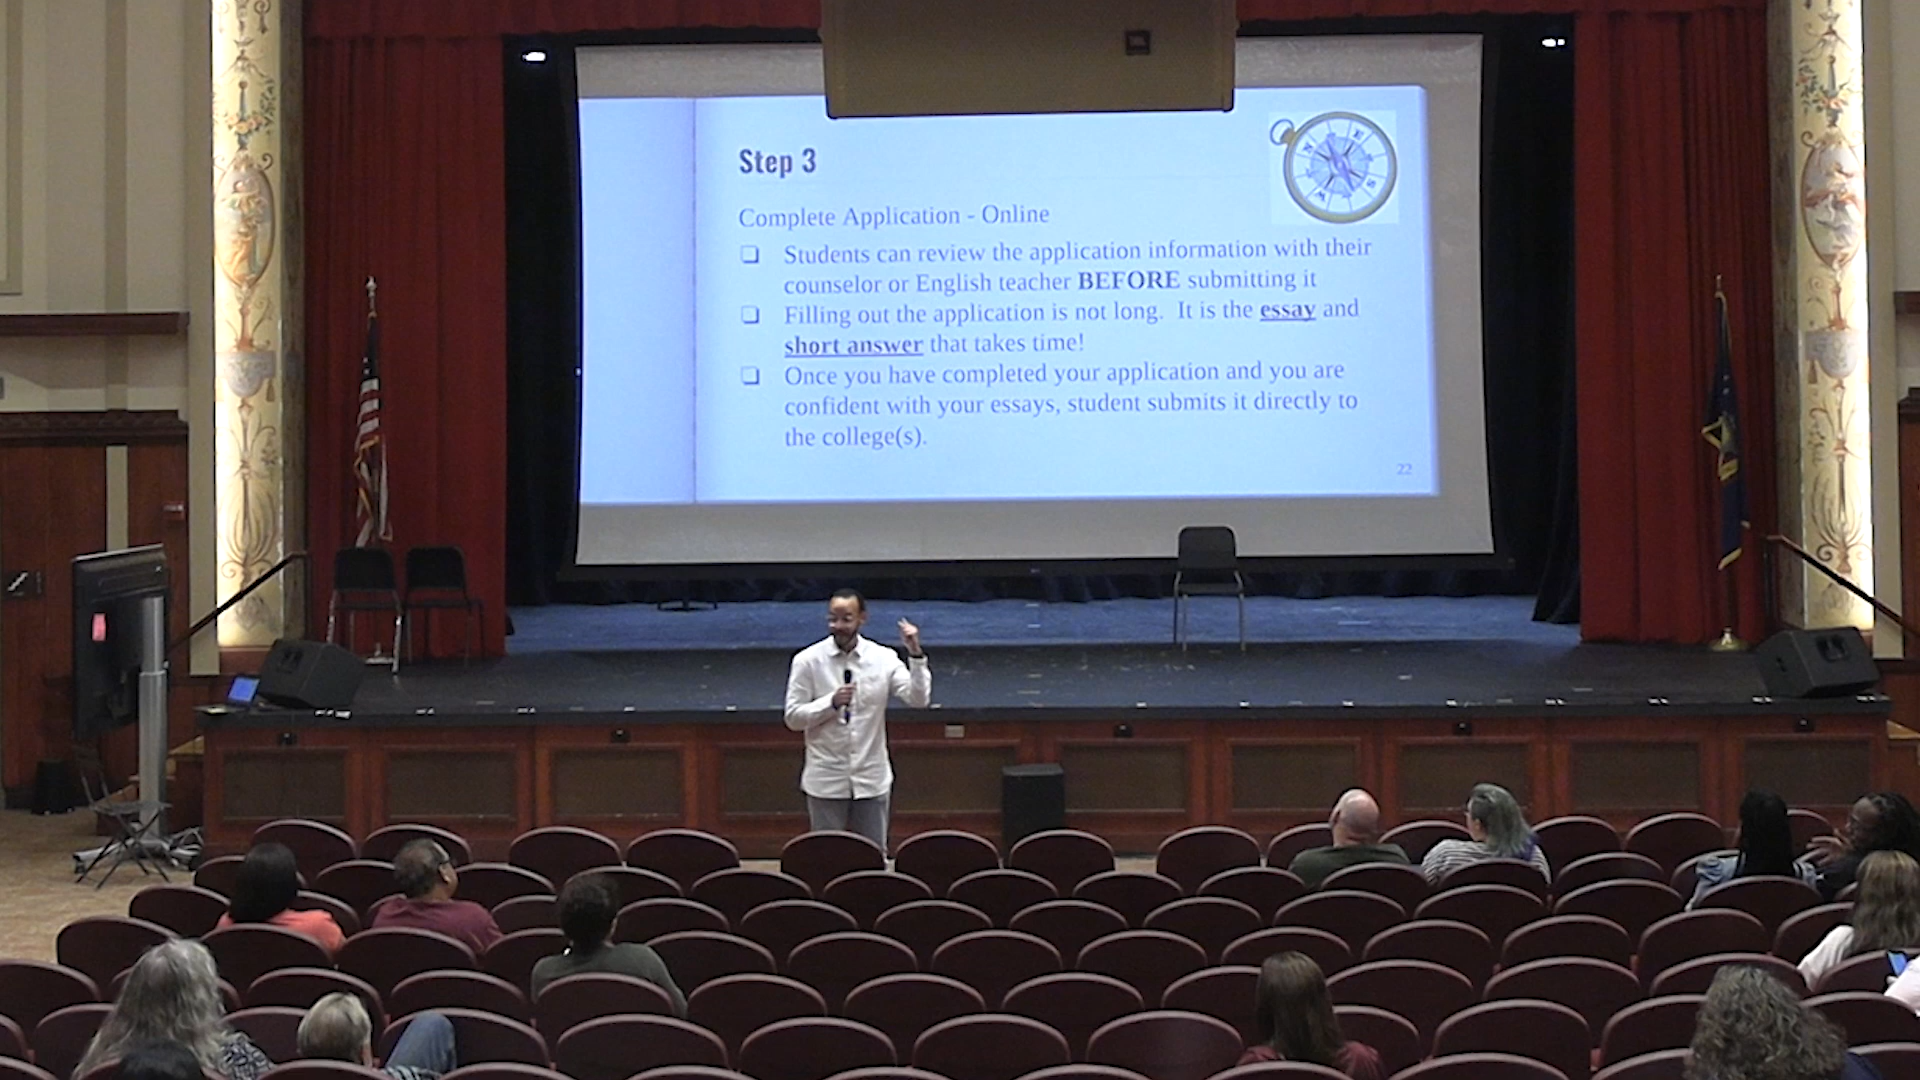 Step 3
Complete Application - Online
❏ Students can review the application information with their
counselor or English teacher BEFORE submitting it
❏ Filling out the application is not long. It is the essay and
short answer that takes time!
❏ Once you have completed your application and you are
confident with your essays, student submits it directly to
the college(s).
22
N
E
S
W